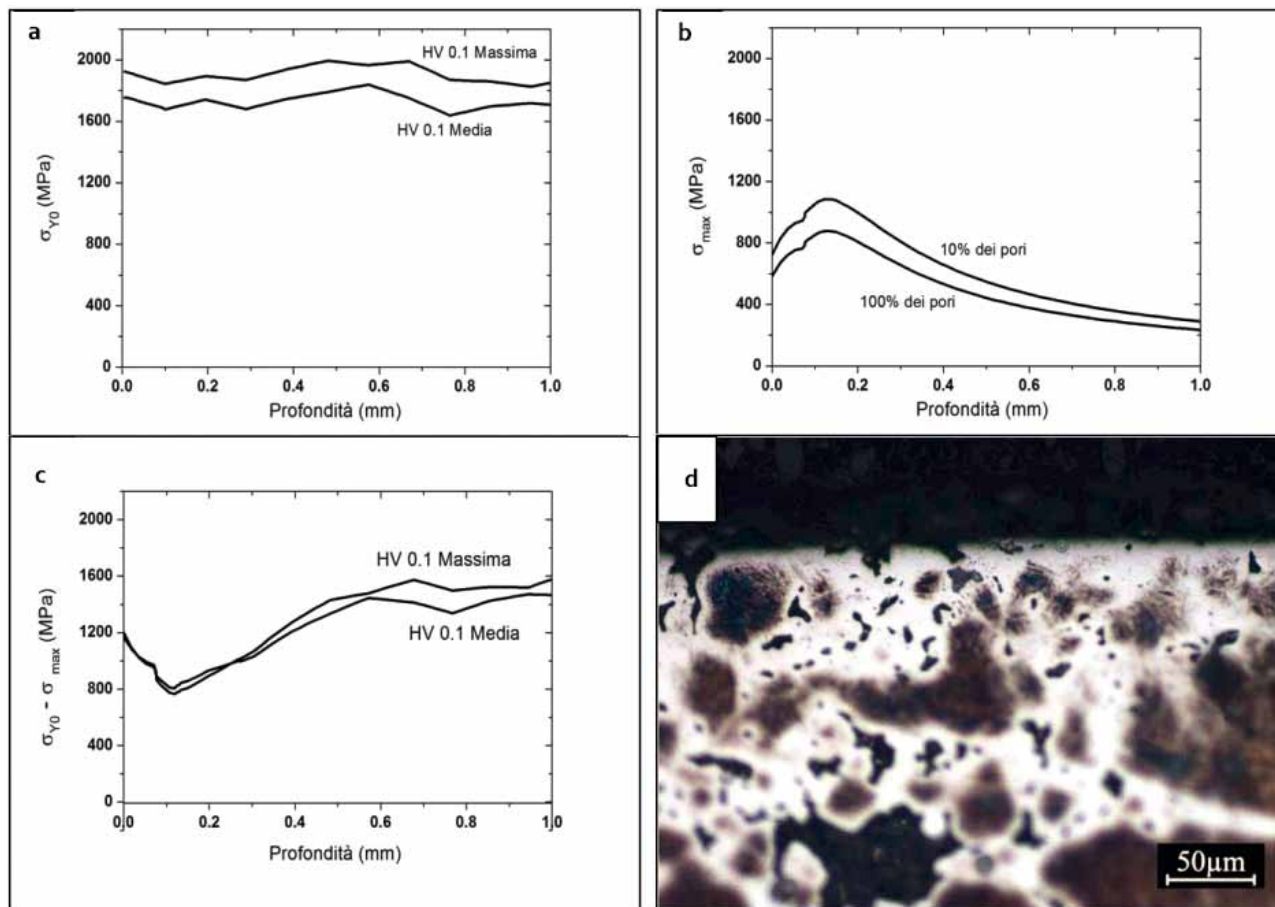 a
2000
1600
1200
800
400
0
σY0 (MPa)
HV 0.1 Massima
HV 0.1 Media
0.0 0.2 0.4 0.6 0.8 1.0
Profondità (mm)
b
2000
1600
1200
800
400
0
σmax (MPa)
10% dei pori
100% dei pori
0.0 0.2 0.4 0.6 0.8 1.0
Profondità (mm)
c
2000
1600
1200
800
400
0
σY0 - σ max (MPa)
HV 0.1 Massima
HV 0.1 Media
0.0 0.2 0.4 0.6 0.8 1.0
Profondità (mm)
d
50µm